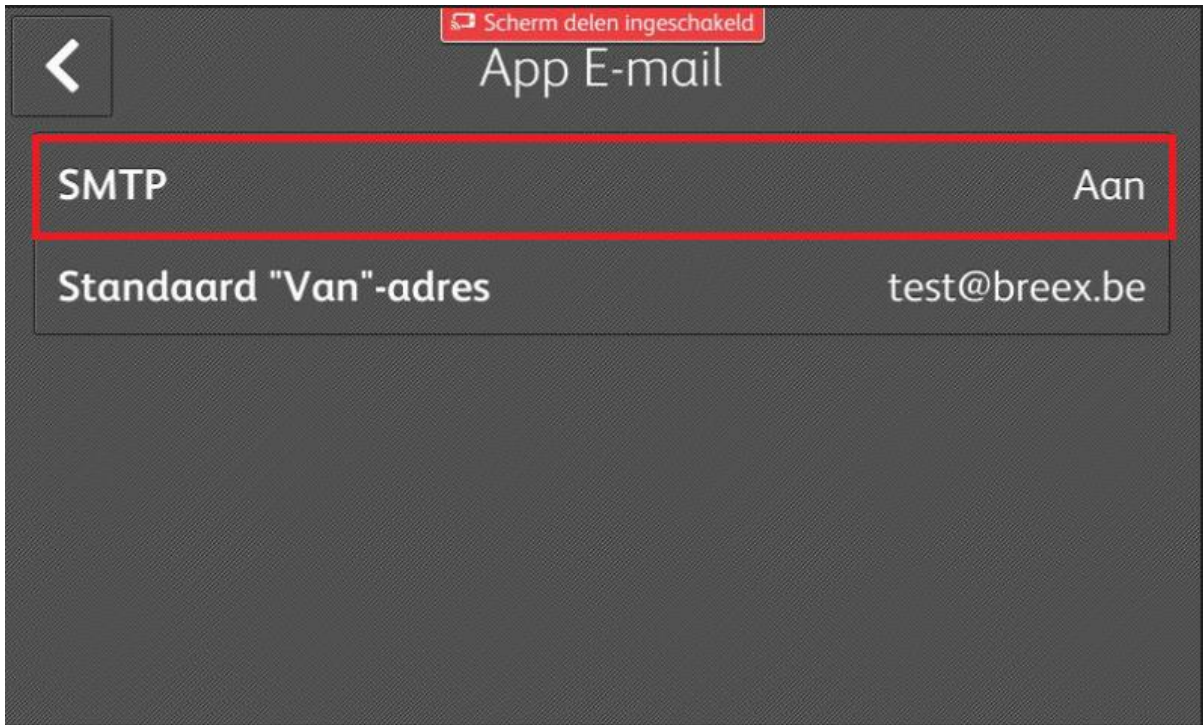 Scherm delen ingeschakeld
App E-mail
SMTP Aan
Standaard "Van"-adres test@breex.be